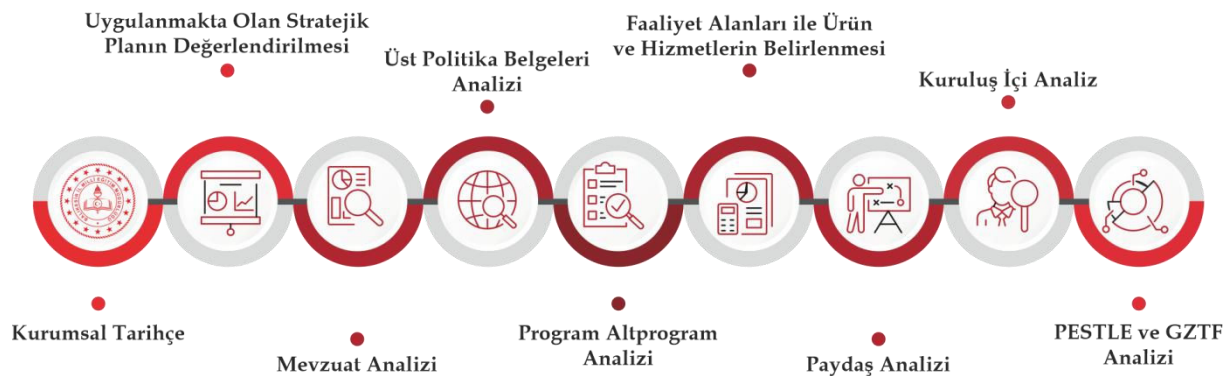 Uygulanmakta Olan Stratejik
Planın Değerlendirilmesi
Üst Politika Belgeleri
Analizi
Faaliyet Alanları ile Ürün
ve Hizmetlerin Belirlenmesi
Kuruluş İçi Analiz
Kurumsal Tarihçe
Mevzuat Analizi
Program Altprogram
Analizi
Paydaş Analizi
PESTLE ve GZTF
Analizi